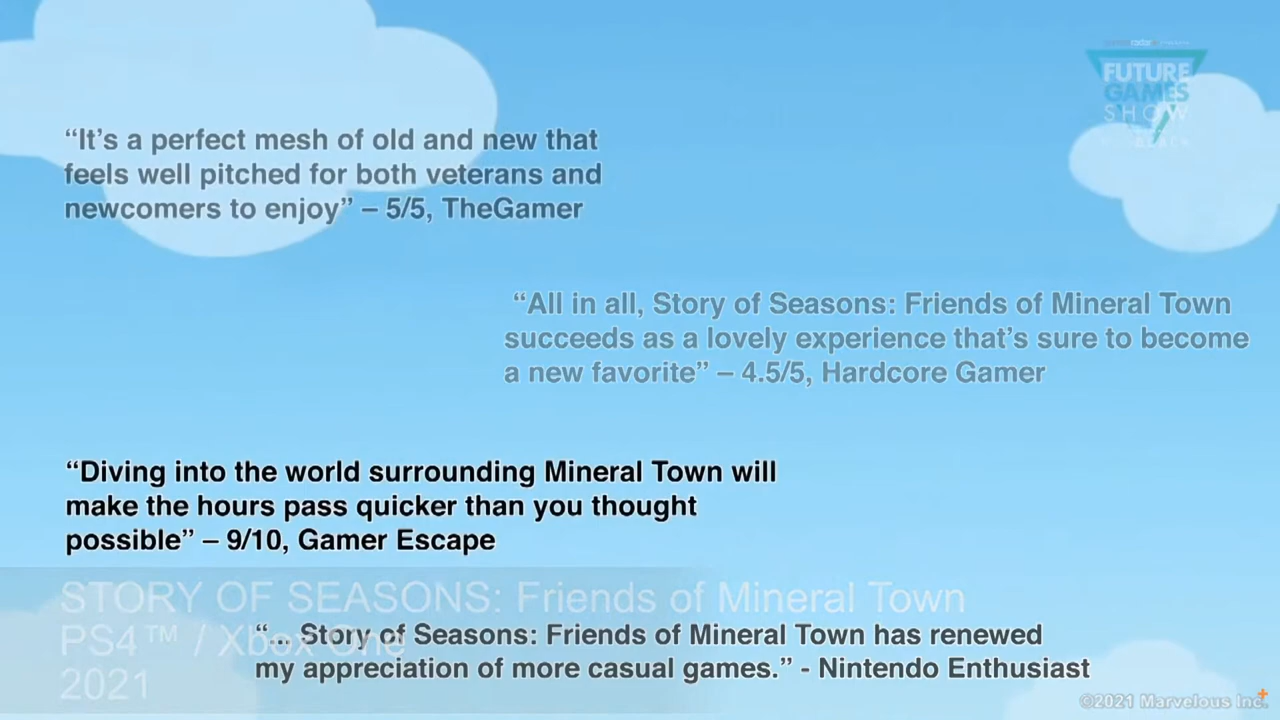 FUTURE
GAMES
SHOW
“It’s a perfect mesh of old and new that
feels well pitched for both veterans and
newcomers to enjoy” – 5/5, TheGamer
“All in all, Story of Seasons: Friends of Mineral Town
succeeds as a lovely experience that’s sure to become
a new favorite” – 4.5/5, Hardcore Gamer
“Diving into the world surrounding Mineral Town will
make the hours pass quicker than you thought
possible” – 9/10, Gamer Escape
STORY OF SEASONS: Friends of Mineral Town
PS4™ / Xbox One
2021
“... Story of Seasons: Friends of Mineral Town has renewed
my appreciation of more casual games.” - Nintendo Enthusiast
©2021 Marvelous Inc.